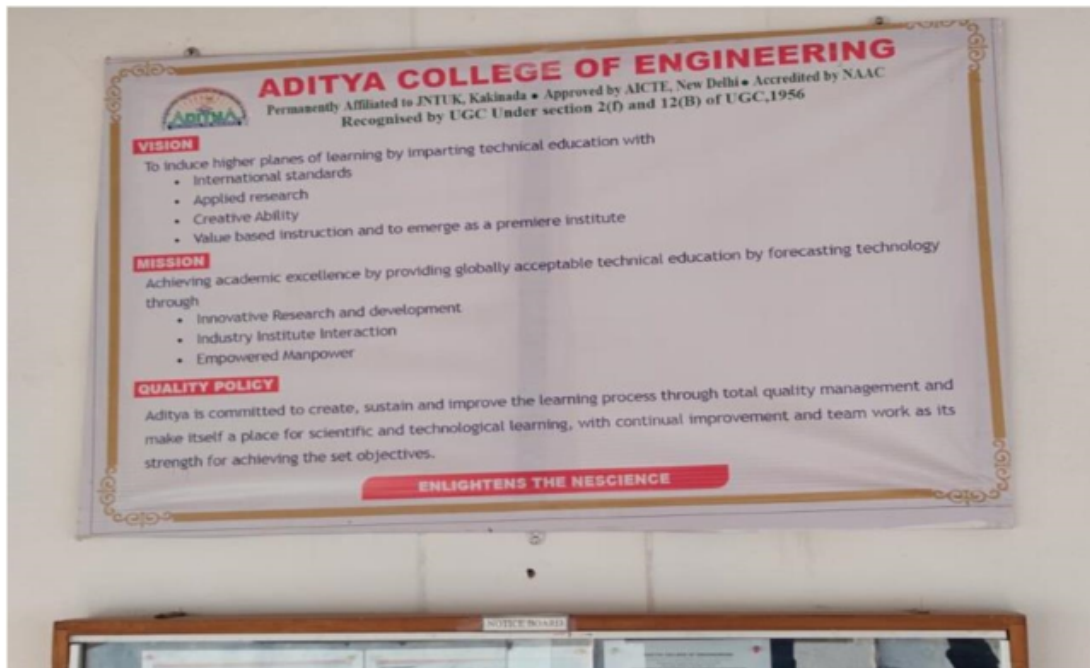 ADITYA COLLEGE OF ENGINEERING
Permanently Affiliated to JNTUK, Kakinada • Approved by AICTE, New Delhi • Accredited by NAAC
Recognised by UGC Under section 2(f) and 12(B) of UGC,1956
ADITYA
VISION
To induce higher planes of learning by imparting technical education with
• International standards
• Applied research
• Creative Ability
• Value based instruction and to emerge as a premiere institute
MISSION
Achieving academic excellence by providing globally acceptable technical education by forecasting technology
through
• Innovative Research and development
• Industry Institute Interaction
• Empowered Manpower
QUALITY POLICY
Aditya is committed to create, sustain and improve the learning process through total quality management and
make itself a place for scientific and technological learning, with continual improvement and team work as its
strength for achieving the set objectives.
ENLIGHTENS THE NESCIENCE
NOTICE BOARD